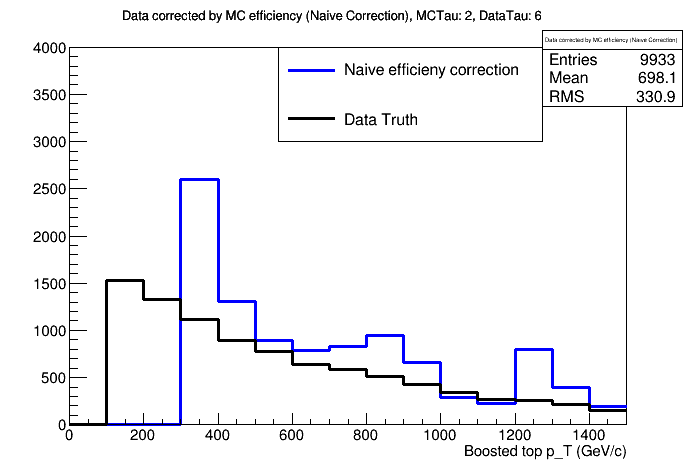 Data corrected by MC efficiency (Naive Correction), MCTau: 2, DataTau: 6
Data corrected by MC efficiency (Naive Correction)
Entries 9933
Mean 698.1
RMS 330.9
Naive efficieny correction
Data Truth
4000
3500
3000
2500
2000
1500
1000
500
0
0 200 400 600 800 1000 1200 1400
Boosted top p_T (GeV/c)